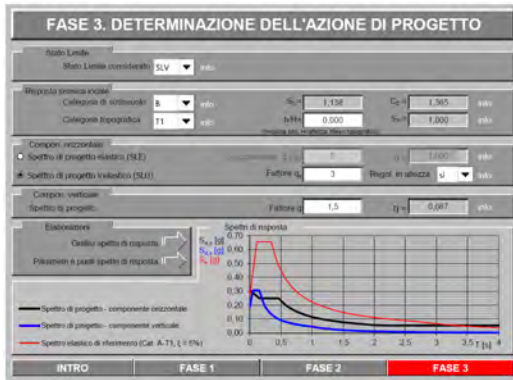 FASE 3. DETERMINAZIONE DELL'AZIONE DI PROGETTO
Stato Limite
Stato Limite considerato SLV info
Risposta sismica locale
Categoria di sottosuolo B info
SS = 1,138 CC = 1,365 info
Categoria topografica T1 info
h/H = 0,000 ST = 1,000 info
Compon. orizzontale
Spettro di progetto elastico (SLE)
Spettro di progetto inelastico (SLU)
Fattore q 3 Regol. in altezza sì info
Compon. verticale
Spettro di progetto
Fattore q 1,5 η = 0,667 info
Elaborazioni
Grafici spettri di risposta
Parametri e punti spettri di risposta
Spettri di risposta
0,70
0,60
0,50
0,40
0,30
0,20
0,10
0,00
0 0,5 1 1,5 2 2,5 3 3,5 T [s] 4
Spettro di progetto - componente orizzontale
Spettro di progetto - componente verticale
Spettro elastico di riferimento (Cat. A-T1, ξ = 5%)
INTRO FASE 1 FASE 2 FASE 3